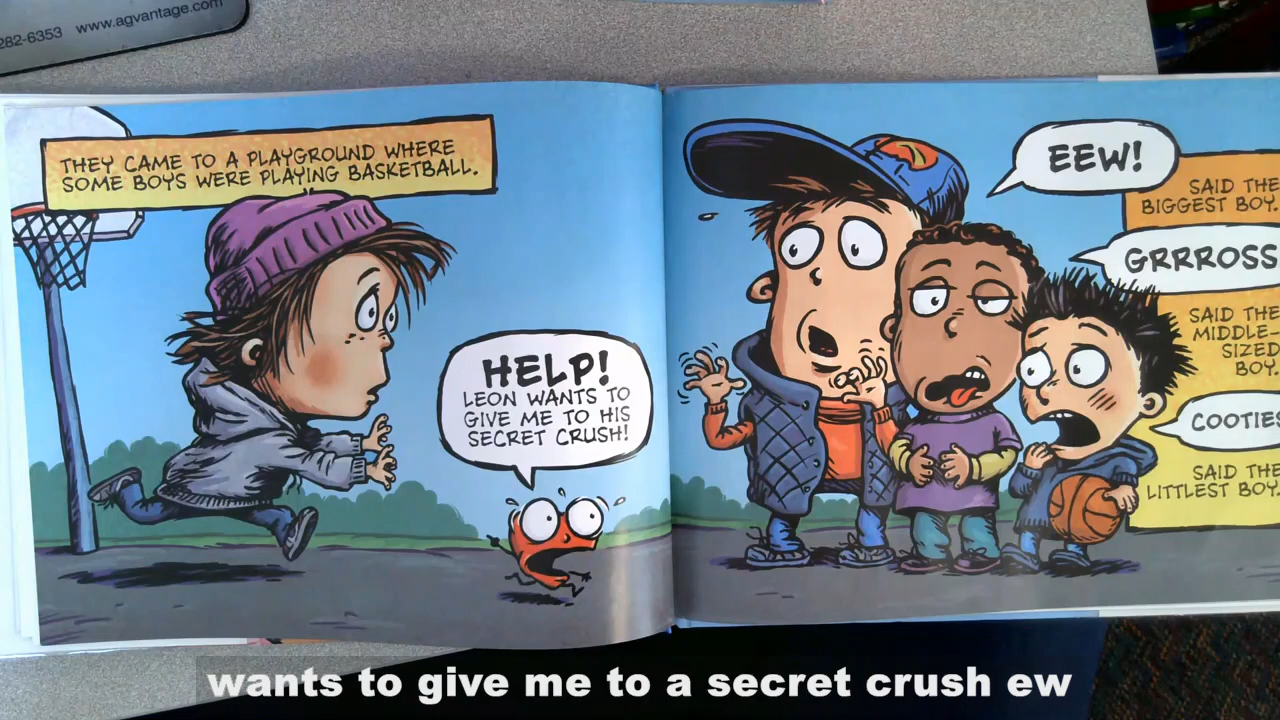 282-6353 www.agvantage.com
THEY CAME TO A PLAYGROUND WHERE
SOME BOYS WERE PLAYING BASKETBALL.
HELP!
LEON WANTS TO
GIVE ME TO HIS
SECRET CRUSH!
EEW!
SAID THE
BIGGEST BOY.
GRRROSS
SAID THE
MIDDLE-
SIZED
BOY.
COOTIES
SAID THE
LITTLEST BOY.
wants to give me to a secret crush ew